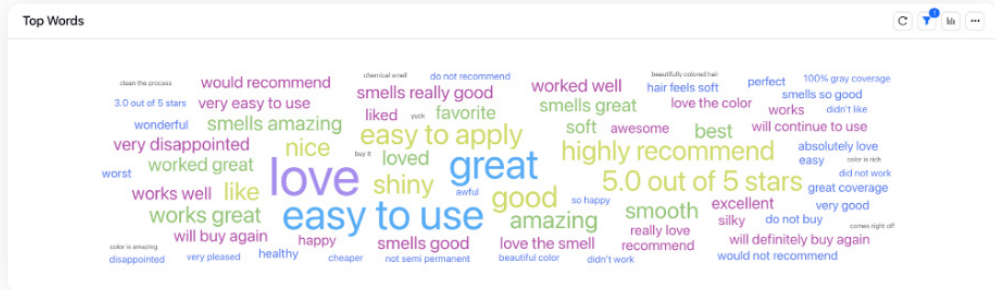 Top Words
1
clean the process
would recommend
chemical smell
do not recommend
beautifully colored hair
worked well
hair feels soft
perfect
100% gray coverage
3.0 out of 5 stars
very easy to use
smells really good
smells great
love the color
smells so good
wonderful
smells amazing
liked
yuck
favorite
works
didn't like
very disappointed
nice
easy to apply
soft
awesome
best
will continue to use
worked great
buy it
loved
great
highly recommend
absolutely love
easy
color is rich
worst
love
shiny
awful
5.0 out of 5 stars
did not work
works well
like
good
so happy
great coverage
works great
easy to use
amazing
smooth
excellent
silky
do not buy
very good
will buy again
happy
smells good
love the smell
really love
recommend
comes right off
will definitely buy again
color is amazing
disappointed
very pleased
healthy
cheaper
not semi permanent
beautiful color
didn't work
would not recommend